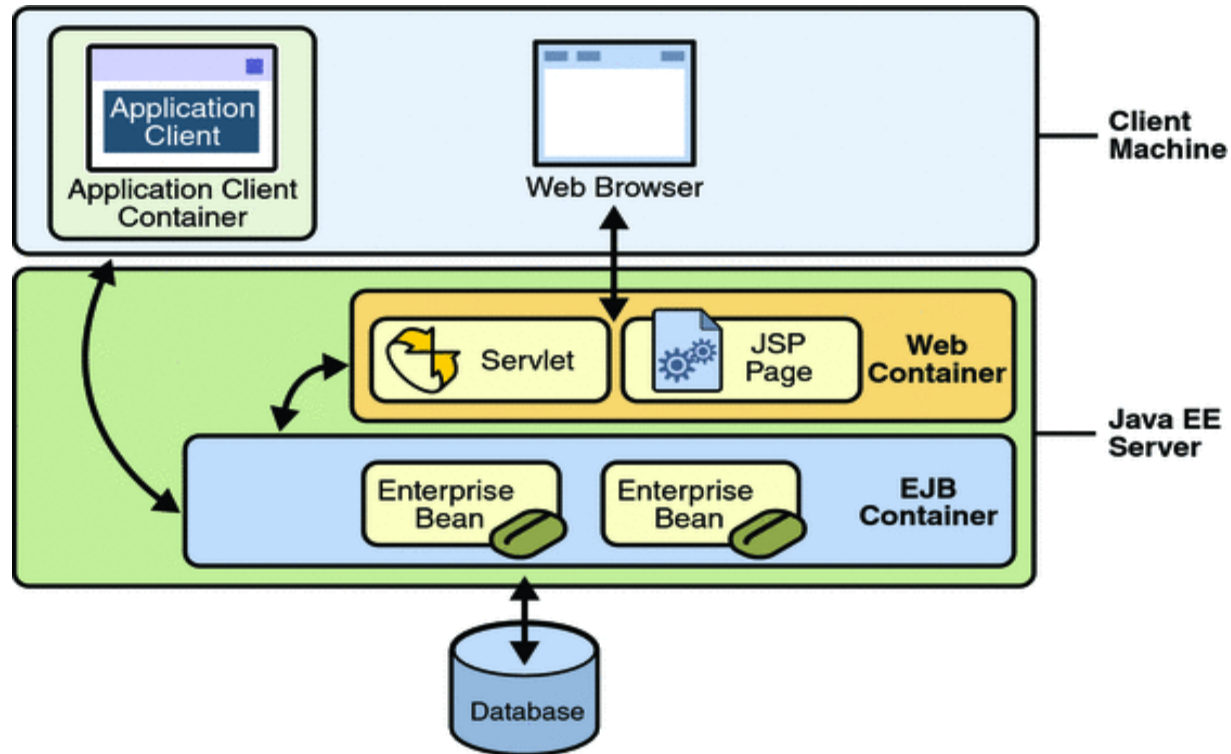 Application
Client
Application Client
Container
Web Browser
Client
Machine
Servlet
JSP
Page
Web
Container
Java EE
Server
Enterprise
Bean
Enterprise
Bean
EJB
Container
Database